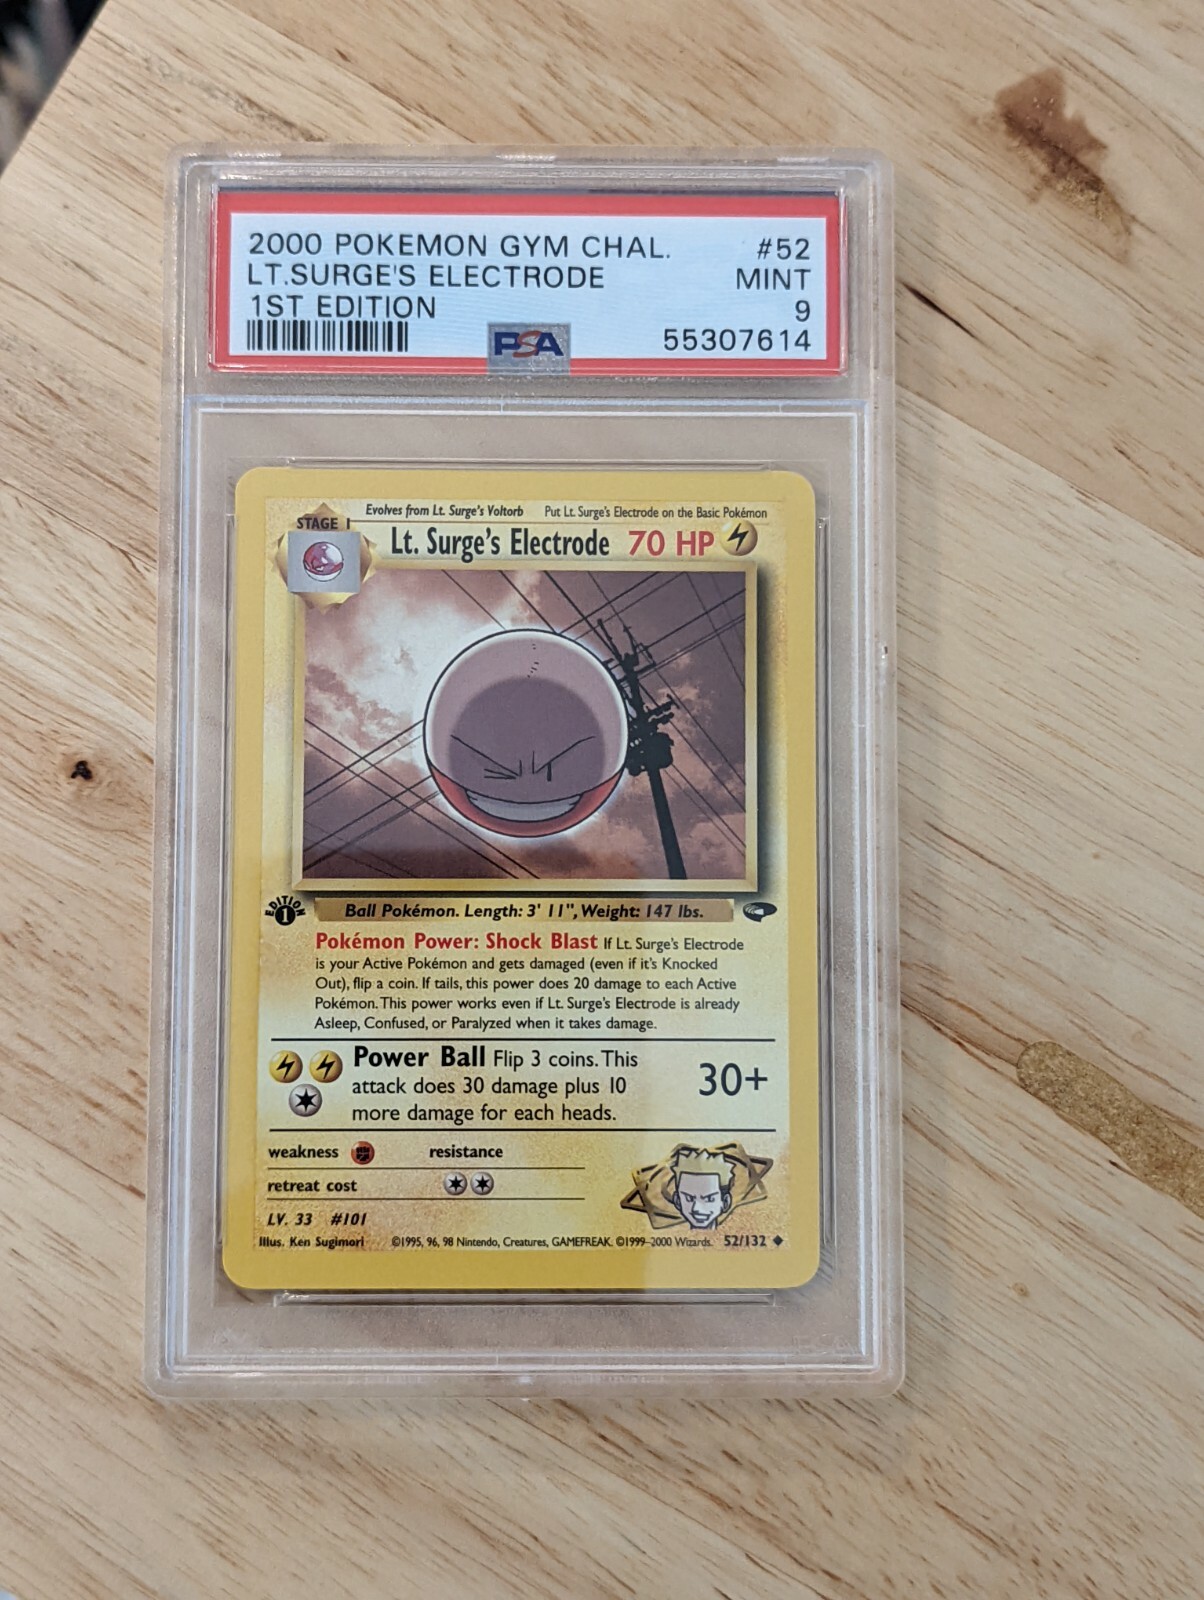 2000 POKEMON GYM CHAL. #52
LT.SURGE'S ELECTRODE MINT
1ST EDITION 9
PSA 55307614
Evolves from Lt. Surge's Voltorb Put Lt. Surge's Electrode on the Basic Pokémon
STAGE 1
Lt. Surge's Electrode 70 HP
EDITION
1
Ball Pokémon. Length: 3' 11", Weight: 147 lbs.
Pokémon Power: Shock Blast If Lt. Surge's Electrode
is your Active Pokémon and gets damaged (even if it's Knocked
Out), flip a coin. If tails, this power does 20 damage to each Active
Pokémon. This power works even if Lt. Surge's Electrode is already
Asleep, Confused, or Paralyzed when it takes damage.
Power Ball Flip 3 coins. This
attack does 30 damage plus 10
more damage for each heads.
30+
weakness resistance
retreat cost
LV. 33 #101
Illus. Ken Sugimori ©1995, 96, 98 Nintendo, Creatures, GAMEFREAK. ©1999-2000 Wizards. 52/132